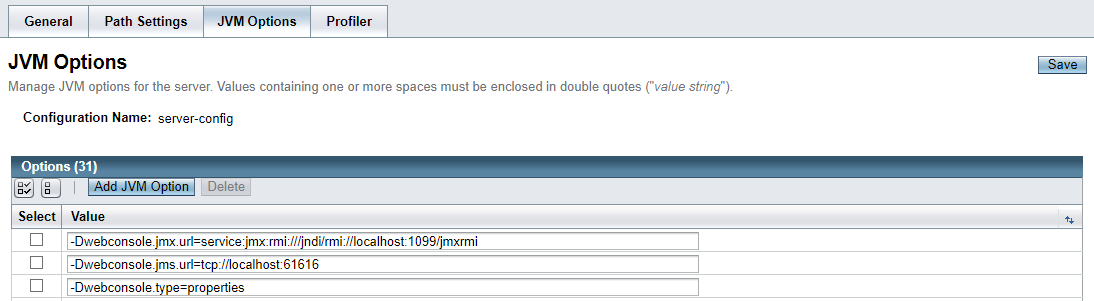 General Path Settings JVM Options Profiler
JVM Options
Save
Manage JVM options for the server. Values containing one or more spaces must be enclosed in double quotes ("value string").
Configuration Name: server-config
Options (31)
Add JVM Option Delete
Select Value
-Dwebconsole.jmx.url=service:jmx:rmi:///jndi/rmi://localhost:1099/jmxrmi
-Dwebconsole.jms.url=tcp://localhost:61616
-Dwebconsole.type=properties